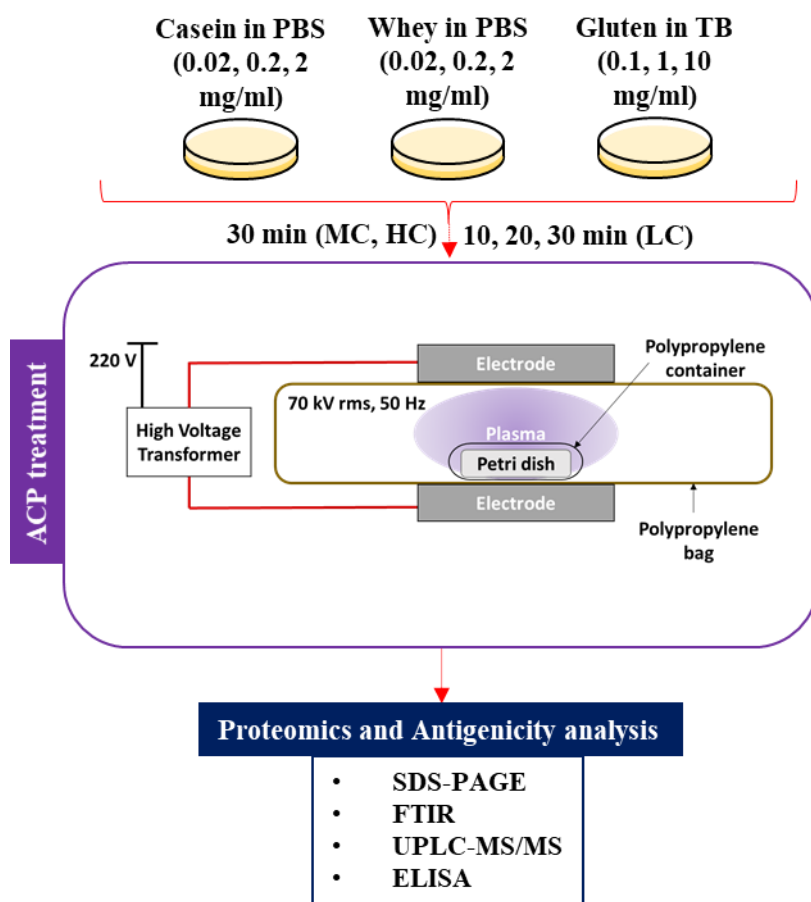 Casein in PBS
(0.02, 0.2, 2
mg/ml)
Whey in PBS
(0.02, 0.2, 2
mg/ml)
Gluten in TB
(0.1, 1, 10
mg/ml)
30 min (MC, HC)
10, 20, 30 min (LC)
ACP treatment
220 V
High Voltage
Transformer
Electrode
70 kV rms, 50 Hz
Plasma
Petri dish
Electrode
Polypropylene
container
Polypropylene
bag
Proteomics and Antigenicity analysis
• SDS-PAGE
• FTIR
• UPLC-MS/MS
• ELISA